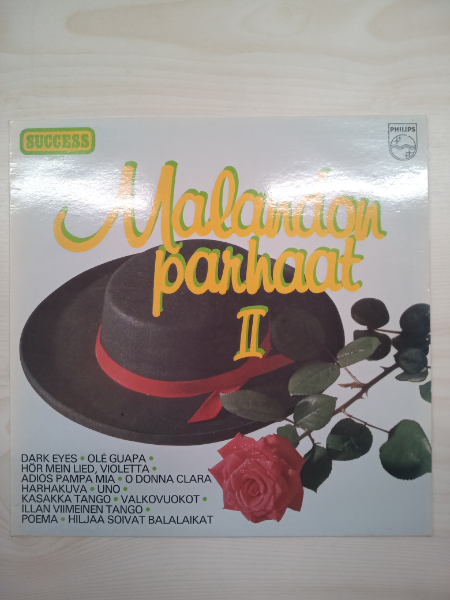 SUCCESS
PHILIPS
Malandon
parhaat
II
DARK EYES • OLÉ GUAPA •
HÖR MEIN LIED, VIOLETTA •
ADIOS PAMPA MIA • O DONNA CLARA
HARHAKUVA • UNO •
KASAKKA TANGO • VALKOVUOKOT •
ILLAN VIIMEINEN TANGO •
POEMA • HILJAA SOIVAT BALALAIKAT